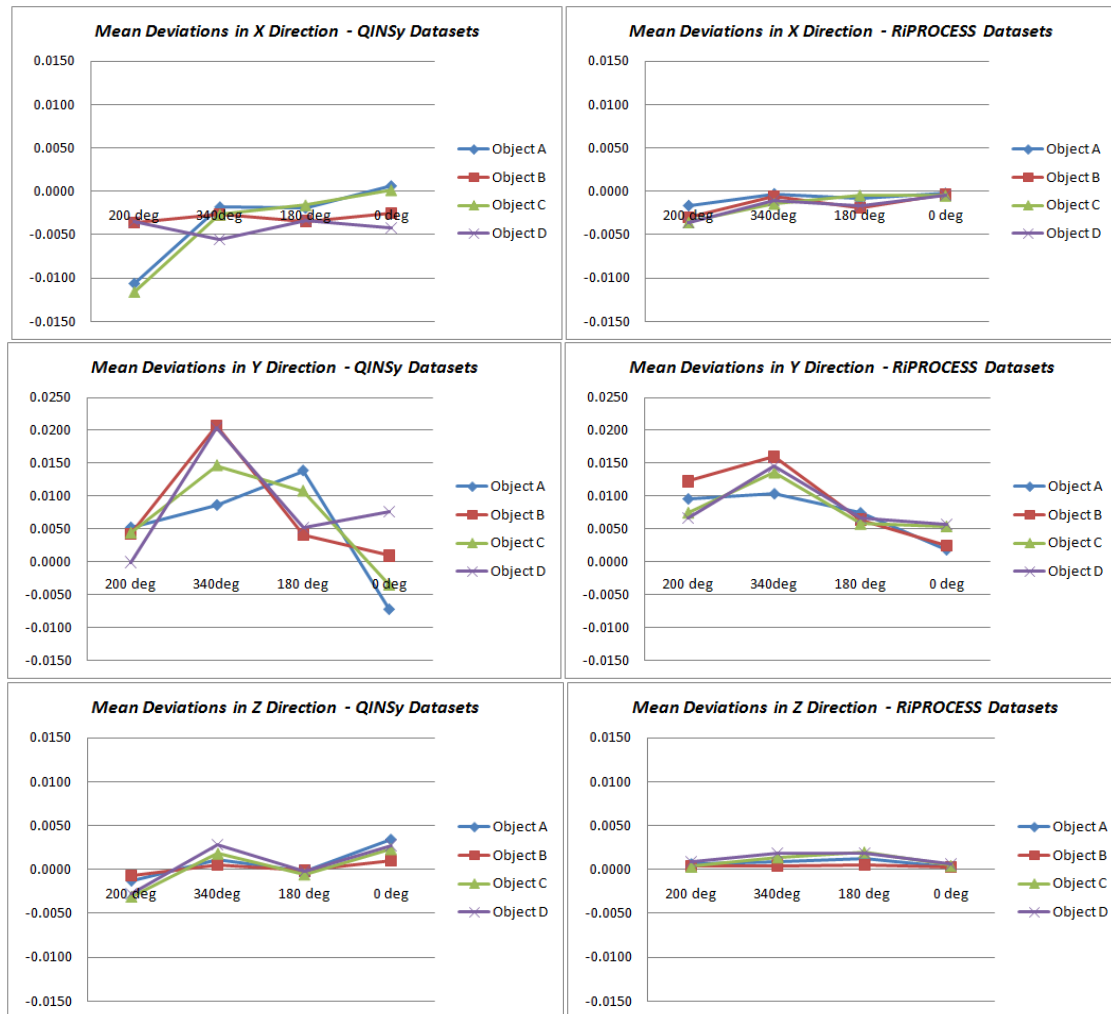 Mean Deviations in X Direction - QINSy Datasets
0.0150
0.0100
0.0050
0.0000
-0.0050
-0.0100
-0.0150
200 deg
340deg
180 deg
0 deg
Object A
Object B
Object C
Object D
Mean Deviations in X Direction - RiPROCESS Datasets
0.0150
0.0100
0.0050
0.0000
-0.0050
-0.0100
-0.0150
200 deg
340deg
180 deg
0 deg
Object A
Object B
Object C
Object D
Mean Deviations in Y Direction - QINSy Datasets
0.0250
0.0200
0.0150
0.0100
0.0050
0.0000
-0.0050
-0.0100
-0.0150
200 deg
340deg
180 deg
0 deg
Object A
Object B
Object C
Object D
Mean Deviations in Y Direction - RiPROCESS Datasets
0.0250
0.0200
0.0150
0.0100
0.0050
0.0000
-0.0050
-0.0100
-0.0150
200 deg
340deg
180 deg
0 deg
Object A
Object B
Object C
Object D
Mean Deviations in Z Direction - QINSy Datasets
0.0150
0.0100
0.0050
0.0000
-0.0050
-0.0100
-0.0150
200 deg
340deg
180 deg
0 deg
Object A
Object B
Object C
Object D
Mean Deviations in Z Direction - RiPROCESS Datasets
0.0150
0.0100
0.0050
0.0000
-0.0050
-0.0100
-0.0150
200 deg
340deg
180 deg
0 deg
Object A
Object B
Object C
Object D